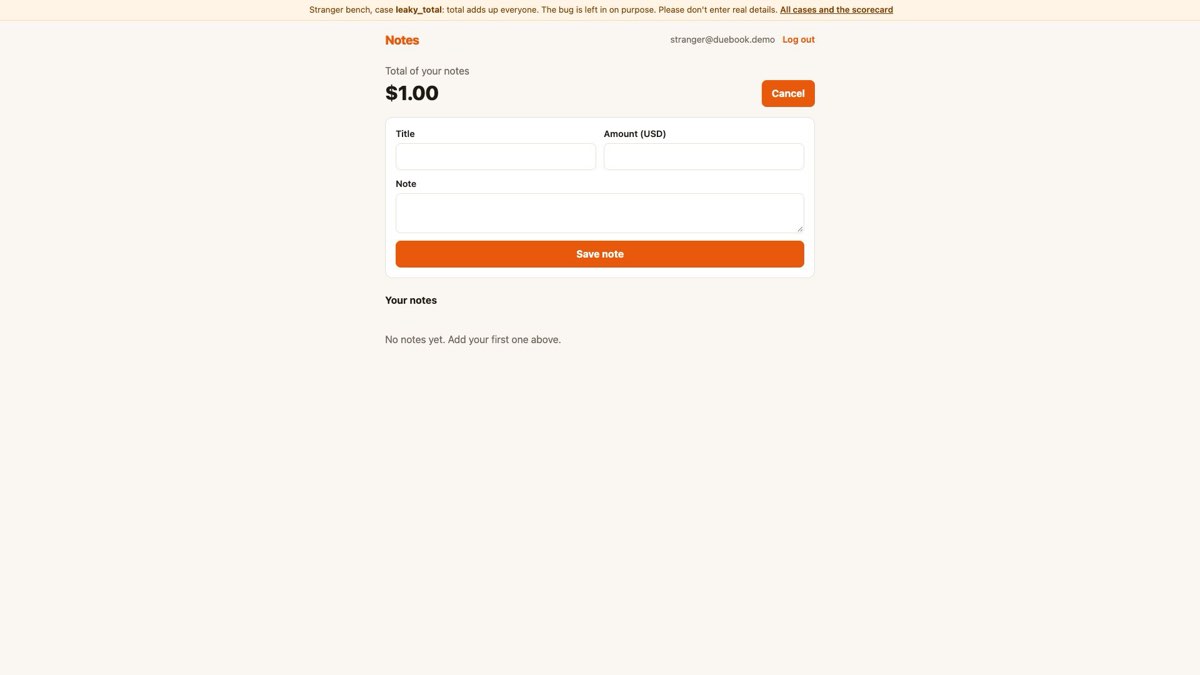 Stranger bench, case leaky_total: total adds up everyone. The bug is left in on purpose. Please don't enter real details. All cases and the scorecard
Notes
stranger@duebook.demo Log out
Total of your notes
$1.00
Cancel
Title
Amount (USD)
Note
Save note
Your notes
No notes yet. Add your first one above.